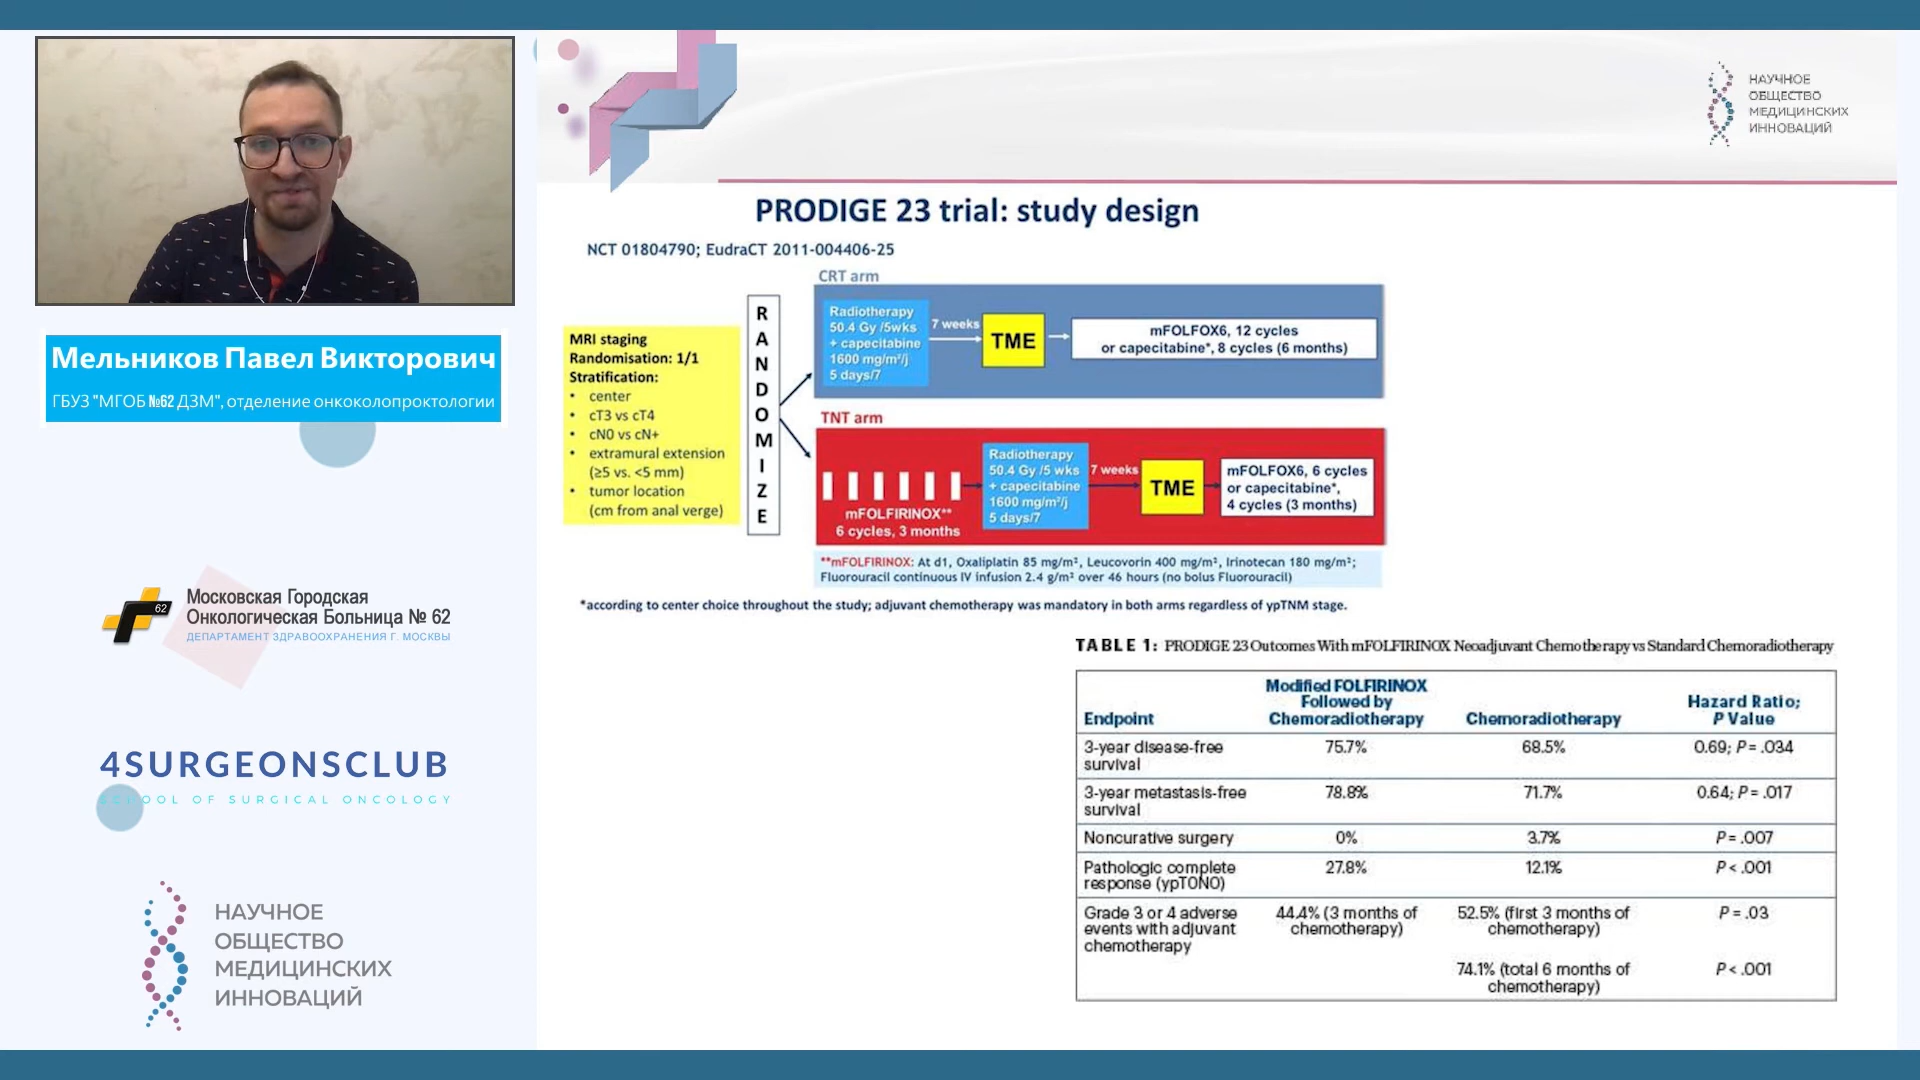 Мельников Павел Викторович
ГБУЗ "МГОБ №62 ДЗМ", отделение онкоколопроктологии
62
Московская Городская
Онкологическая Больница № 62
ДЕПАРТАМЕНТ ЗДРАВООХРАНЕНИЯ Г. МОСКВЫ
4SURGEONSCLUB
SCHOOL OF SURGICAL ONCOLOGY
НАУЧНОЕ
ОБЩЕСТВО
МЕДИЦИНСКИХ
ИННОВАЦИЙ
НАУЧНОЕ
ОБЩЕСТВО
МЕДИЦИНСКИХ
ИННОВАЦИЙ
PRODIGE 23 trial: study design
NCT 01804790; EudraCT 2011-004406-25
MRI staging
Randomisation: 1/1
Stratification:
• center
• cT3 vs cT4
• cN0 vs cN+
• extramural extension
(≥5 vs. <5 mm)
• tumor location
(cm from anal verge)
RANDOMIZE
CRT arm
Radiotherapy
50.4 Gy /5wks
+ capecitabine
1600 mg/m²/j
5 days/7
7 weeks
TME
mFOLFOX6, 12 cycles
or capecitabine*, 8 cycles (6 months)
TNT arm
mFOLFIRINOX**
6 cycles, 3 months
Radiotherapy
50.4 Gy /5 wks
+ capecitabine
1600 mg/m²/j
5 days/7
7 weeks
TME
mFOLFOX6, 6 cycles
or capecitabine*,
4 cycles (3 months)
**mFOLFIRINOX: At d1, Oxaliplatin 85 mg/m², Leucovorin 400 mg/m², Irinotecan 180 mg/m²;
Fluorouracil continuous IV infusion 2.4 g/m² over 46 hours (no bolus Fluorouracil)
*according to center choice throughout the study; adjuvant chemotherapy was mandatory in both arms regardless of ypTNM stage.
TABLE 1: PRODIGE 23 Outcomes With mFOLFIRINOX Neoadjuvant Chemotherapy vs Standard Chemoradiotherapy
Endpoint
Modified FOLFIRINOX
Followed by
Chemoradiotherapy
Chemoradiotherapy
Hazard Ratio;
P Value
3-year disease-free
survival
75.7%
68.5%
0.69; P = .034
3-year metastasis-free
survival
78.8%
71.7%
0.64; P = .017
Noncurative surgery
0%
3.7%
P = .007
Pathologic complete
response (ypT0N0)
27.8%
12.1%
P < .001
Grade 3 or 4 adverse
events with adjuvant
chemotherapy
44.4% (3 months of
chemotherapy)
52.5% (first 3 months of
chemotherapy)
P = .03
74.1% (total 6 months of
chemotherapy)
P < .001